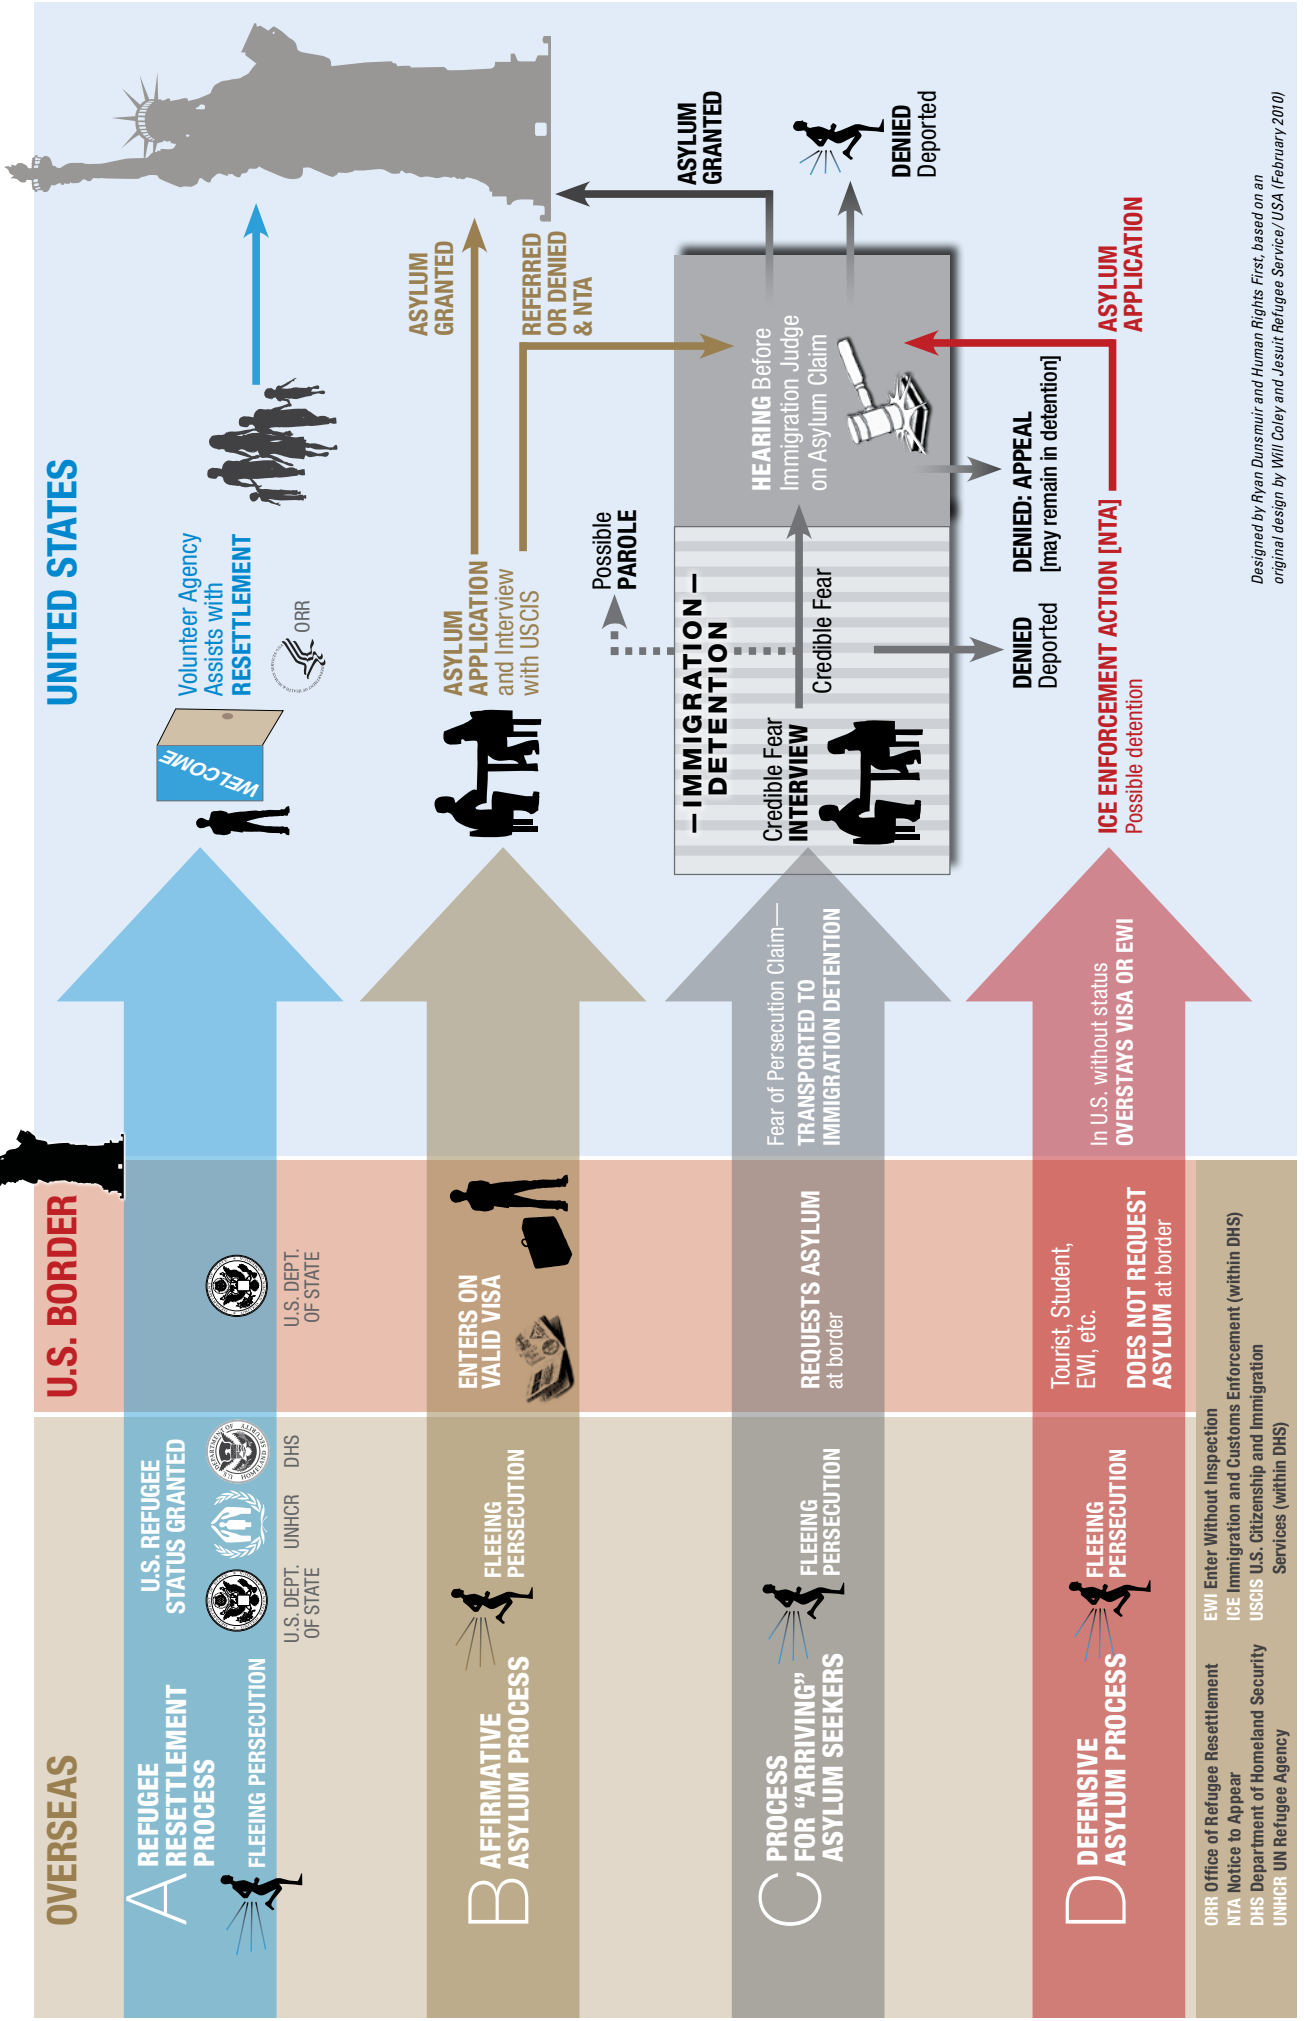 OVERSEAS
U.S. BORDER
UNITED STATES
A
REFUGEE
RESETTLEMENT
PROCESS
FLEEING PERSECUTION
U.S. REFUGEE
STATUS GRANTED
U.S. DEPT.
OF STATE
UNHCR
DHS
U.S. DEPT.
OF STATE
WELCOME
Volunteer Agency
Assists with
RESETTLEMENT
ORR
B
AFFIRMATIVE
ASYLUM PROCESS
FLEEING
PERSECUTION
ENTERS ON
VALID VISA
ASYLUM
APPLICATION
and Interview
with USCIS
ASYLUM
GRANTED
REFERRED
OR DENIED
& NTA
C
PROCESS
FOR “ARRIVING”
ASYLUM SEEKERS
FLEEING
PERSECUTION
REQUESTS ASYLUM
at border
Fear of Persecution Claim—
TRANSPORTED TO
IMMIGRATION DETENTION
—IMMIGRATION—
DETENTION
Credible Fear
INTERVIEW
Credible Fear
Possible
PAROLE
DENIED
Deported
HEARING Before
Immigration Judge
on Asylum Claim
DENIED: APPEAL
[may remain in detention]
ASYLUM
GRANTED
DENIED
Deported
D
DEFENSIVE
ASYLUM PROCESS
FLEEING
PERSECUTION
Tourist, Student,
EWI, etc.
DOES NOT REQUEST
ASYLUM at border
In U.S. without status
OVERSTAYS VISA OR EWI
ICE ENFORCEMENT ACTION [NTA]
Possible detention
ASYLUM
APPLICATION
ORR Office of Refugee Resettlement
NTA Notice to Appear
DHS Department of Homeland Security
UNHCR UN Refugee Agency
EWI Enter Without Inspection
ICE Immigration and Customs Enforcement (within DHS)
USCIS U.S. Citizenship and Immigration
Services (within DHS)
Designed by Ryan Dunsmuir and Human Rights First, based on an
original design by Will Coley and Jesuit Refugee Service/ USA (February 2010)